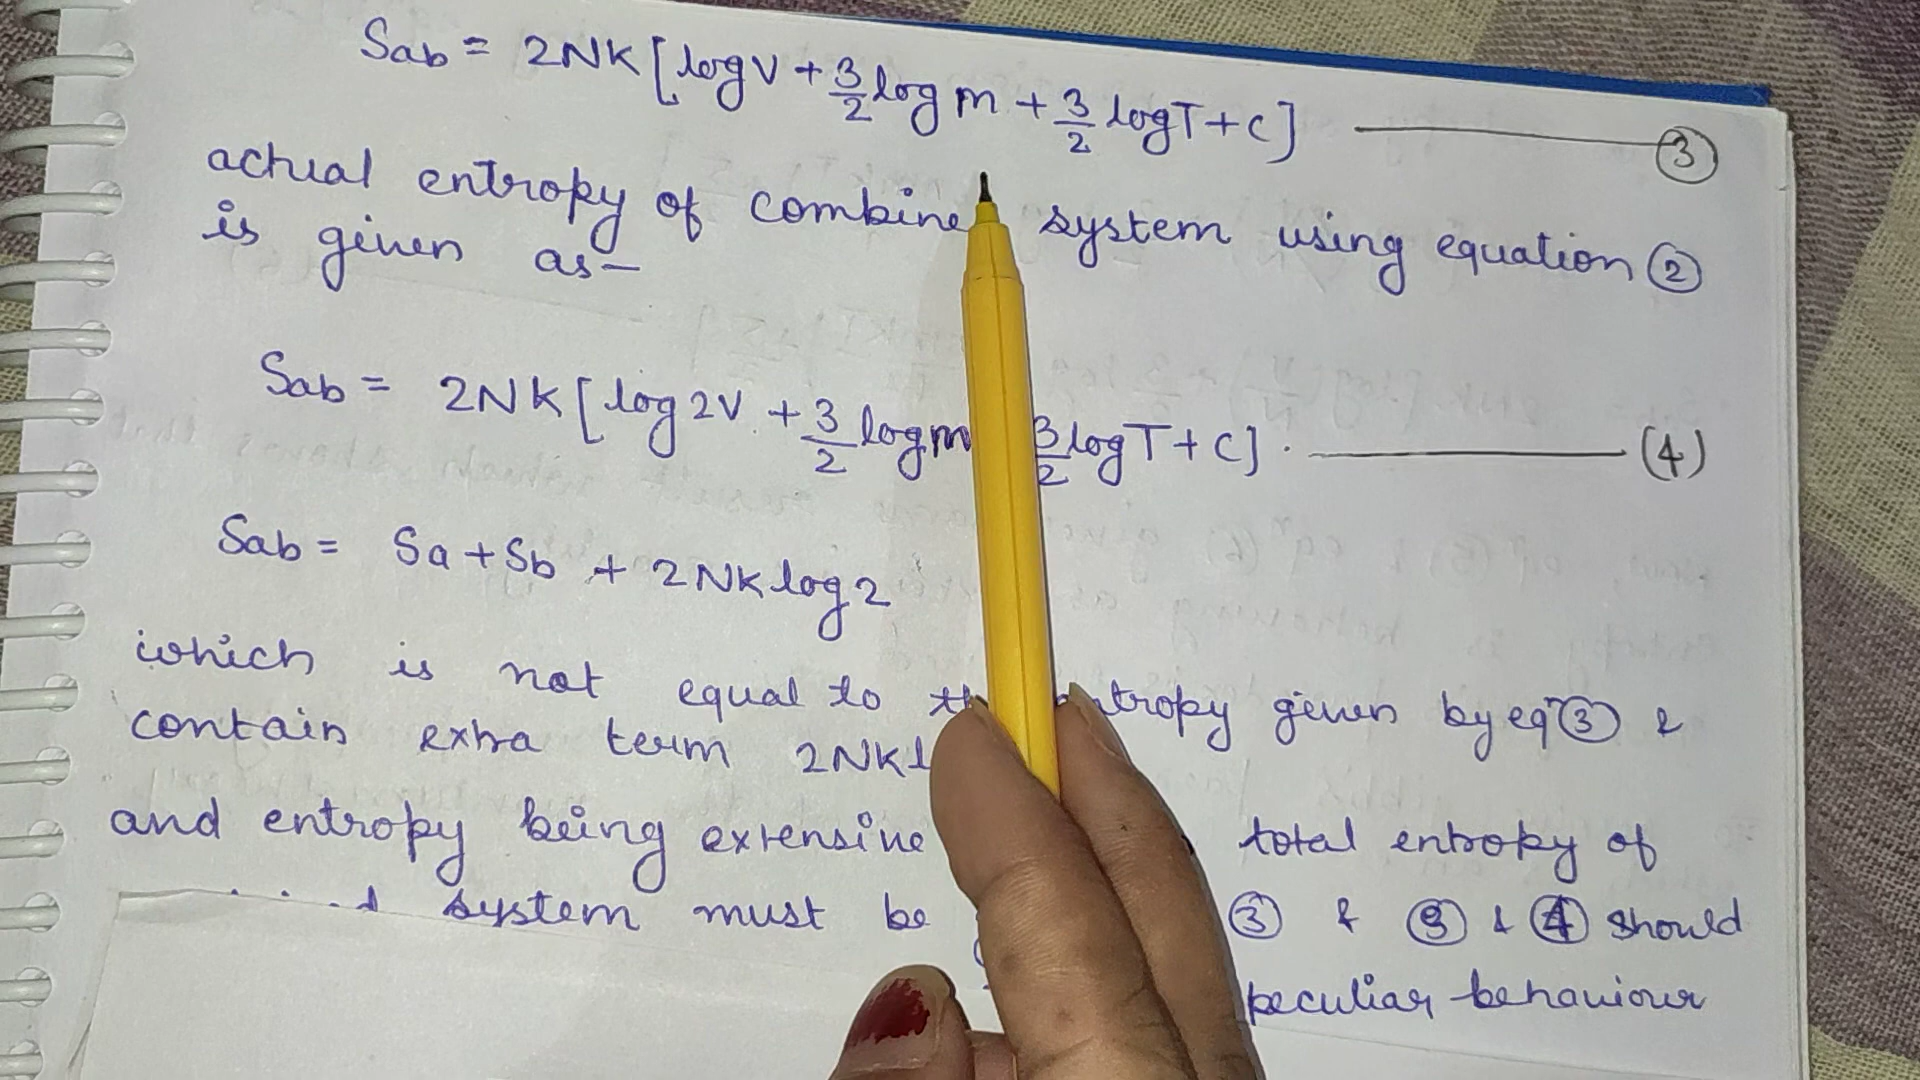 Sab = 2NK [log V + 3/2 log m + 3/2 log T + C] ——— ③
actual entropy of combine system using equation ②
is given as—
Sab = 2NK [log 2V + 3/2 log m 3/2 log T + C]. ——— (4)
Sab = Sa + Sb + 2NK log 2
which is not equal to entropy given by eqn ③ &
contain extra term 2NK
and entropy being extensive total entropy of
system must be ③ & ③ & ④ should
peculiar behaviour